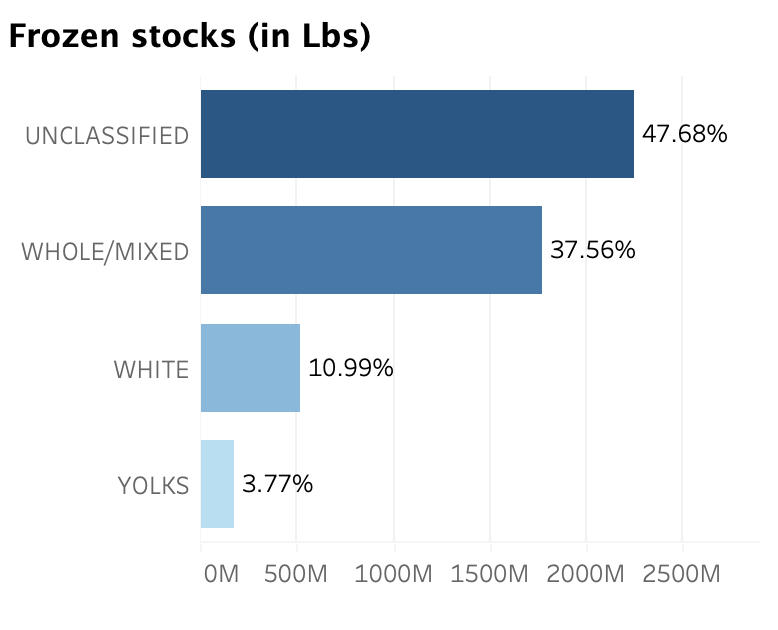 Frozen stocks (in Lbs)
UNCLASSIFIED 47.68%
WHOLE/MIXED 37.56%
WHITE 10.99%
YOLKS 3.77%
0M 500M 1000M 1500M 2000M 2500M